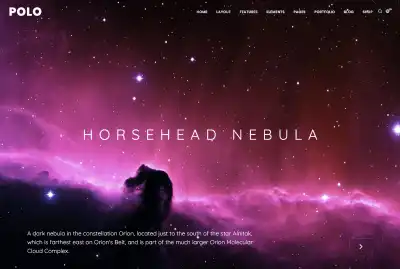 POLO
HOME LAYOUT FEATURES ELEMENTS PAGES PORTFOLIO BLOG SHOP
HORSEHEAD NEBULA
A dark nebula in the constellation Orion, located just to the south of the star Alnitak,
which is farthest east on Orion's Belt, and is part of the much larger Orion Molecular
Cloud Complex.